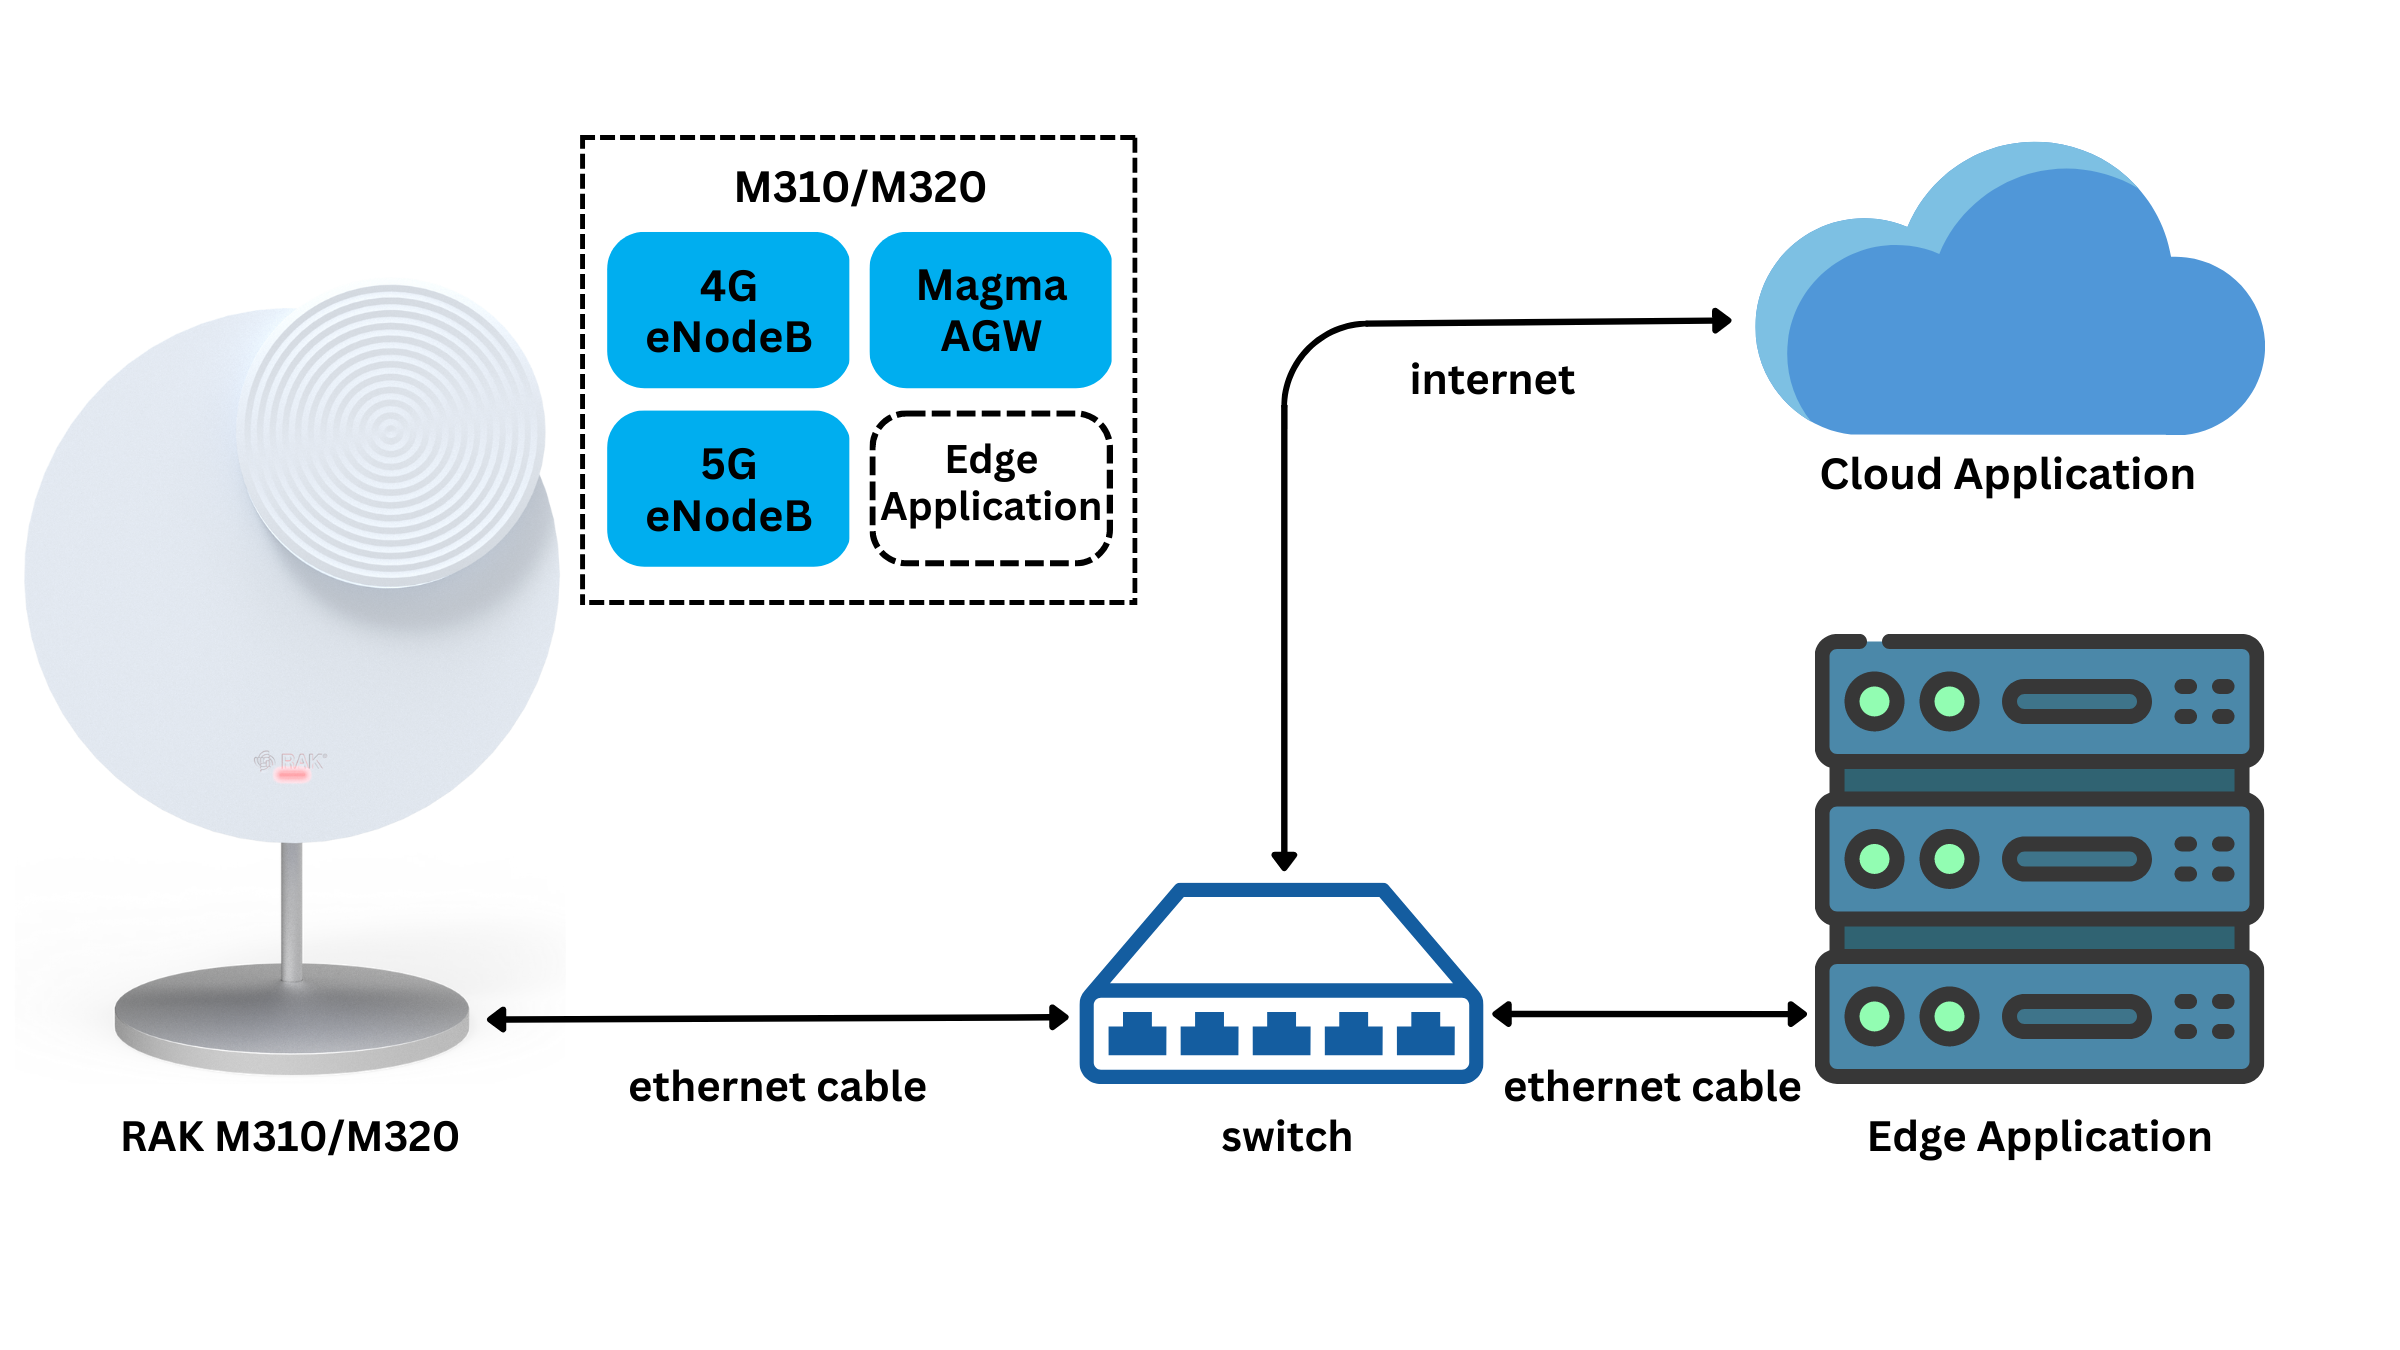 M310/M320
4G
eNodeB
Magma
AGW
5G
eNodeB
Edge
Application
internet
Cloud Application
RAK
ethernet cable
ethernet cable
RAK M310/M320
switch
Edge Application